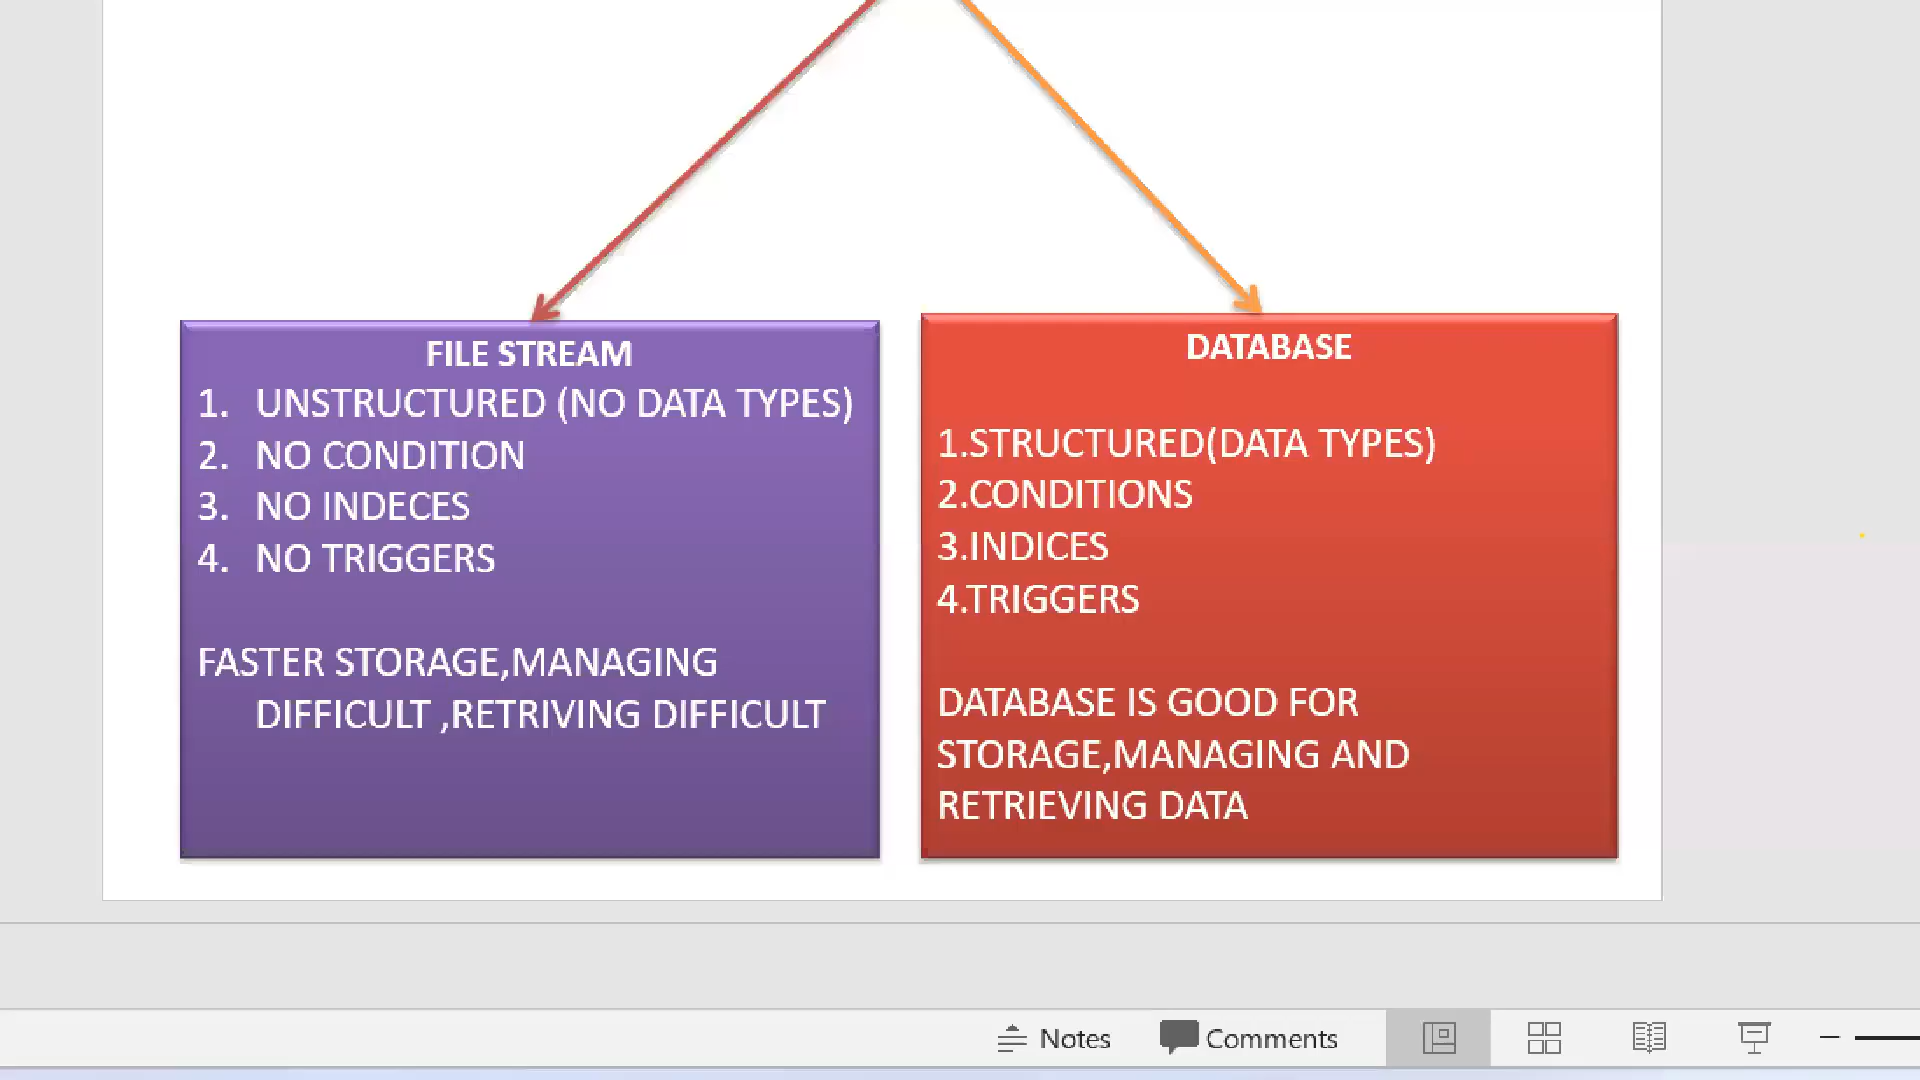 FILE STREAM
1. UNSTRUCTURED (NO DATA TYPES)
2. NO CONDITION
3. NO INDECES
4. NO TRIGGERS
FASTER STORAGE,MANAGING
DIFFICULT ,RETRIVING DIFFICULT
DATABASE
1.STRUCTURED(DATA TYPES)
2.CONDITIONS
3.INDICES
4.TRIGGERS
DATABASE IS GOOD FOR
STORAGE,MANAGING AND
RETRIEVING DATA
Notes
Comments